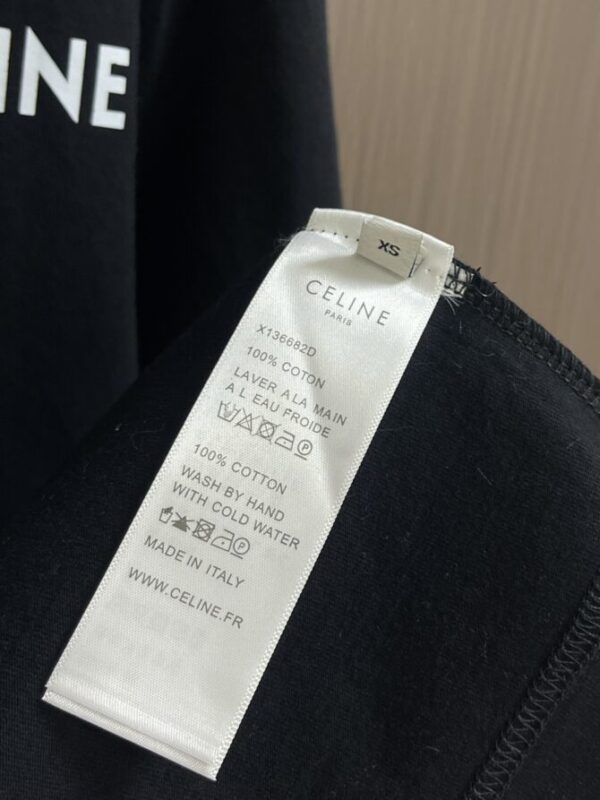 INE
XS
CELINE
PARIS
X136682D
100% COTON
LAVER A LA MAIN
A L EAU FROIDE
100% COTTON
WASH BY HAND
WITH COLD WATER
MADE IN ITALY
WWW.CELINE.FR